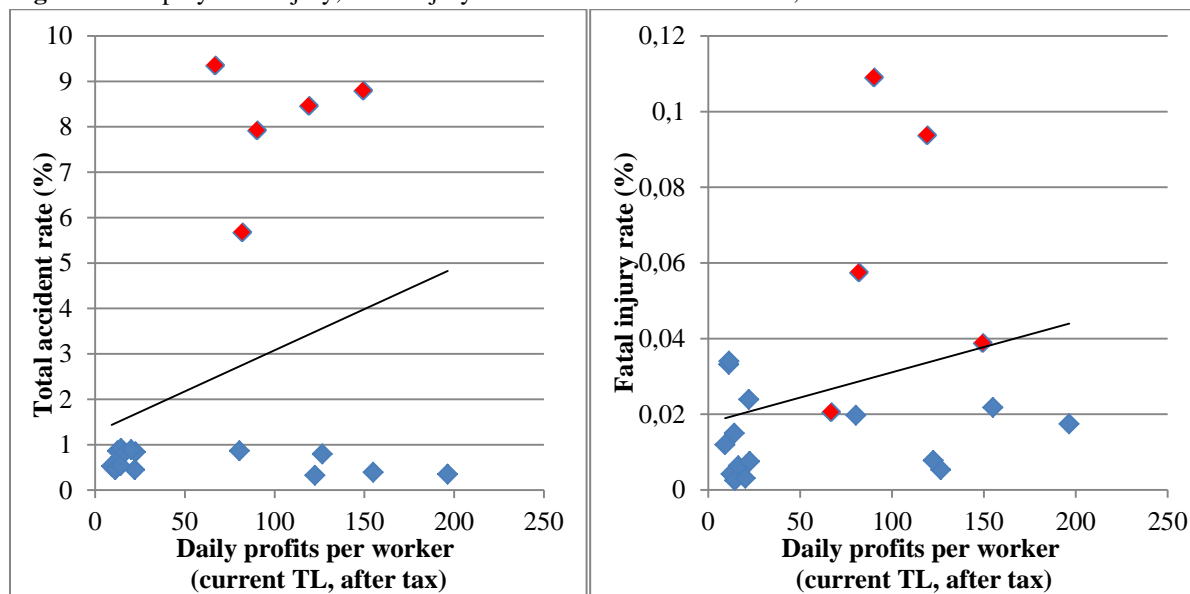 10
9
8
7
6
5
4
3
2
1
0
0 50 100 150 200 250
Total accident rate (%)
Daily profits per worker
(current TL, after tax)
0,12
0,1
0,08
0,06
0,04
0,02
0
0 50 100 150 200 250
Fatal injury rate (%)
Daily profits per worker
(current TL, after tax)